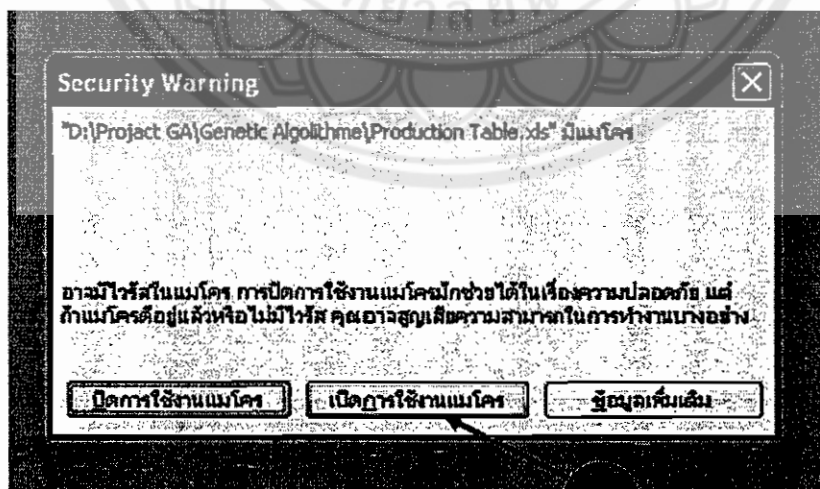 Security Warning
"D:\Projact GA\Genetic Algolithme\Production Table.xls" มีแมโคร
อาจมีไวรัสในแมโคร การปิดการใช้งานแมโครมักช่วยได้ในเรื่องความปลอดภัย แต่
ถ้าแมโครดีอยู่แล้วหรือไม่มีไวรัส คุณอาจสูญเสียความสามารถในการทำงานบางอย่าง
ปิดการใช้งานแมโคร
เปิดการใช้งานแมโคร
ข้อมูลเพิ่มเติม